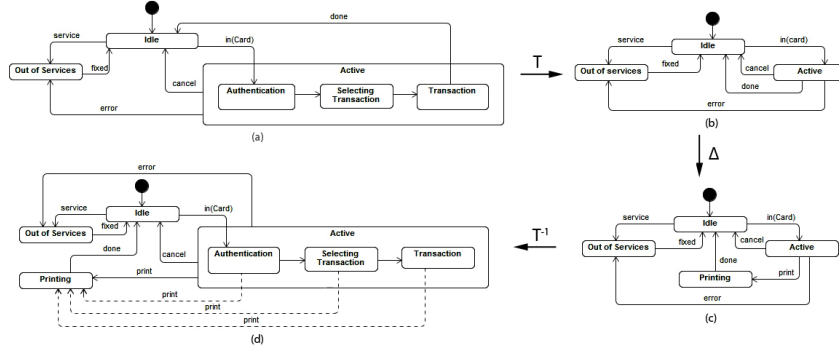 done
Idle
service
in(Card)
fixed
Out of Services
cancel
error
Active
Authentication
Selecting
Transaction
Transaction
(a)
T
Idle
service
in(card)
Out of services
fixed
cancel
Active
done
error
(b)
Δ
Idle
service
in(Card)
Out of Services
fixed
cancel
Active
done
Printing
print
error
(c)
T-1
error
Idle
service
in(Card)
Out of Services
fixed
done
cancel
Active
Authentication
Selecting
Transaction
Transaction
Printing
print
print
print
print
(d)